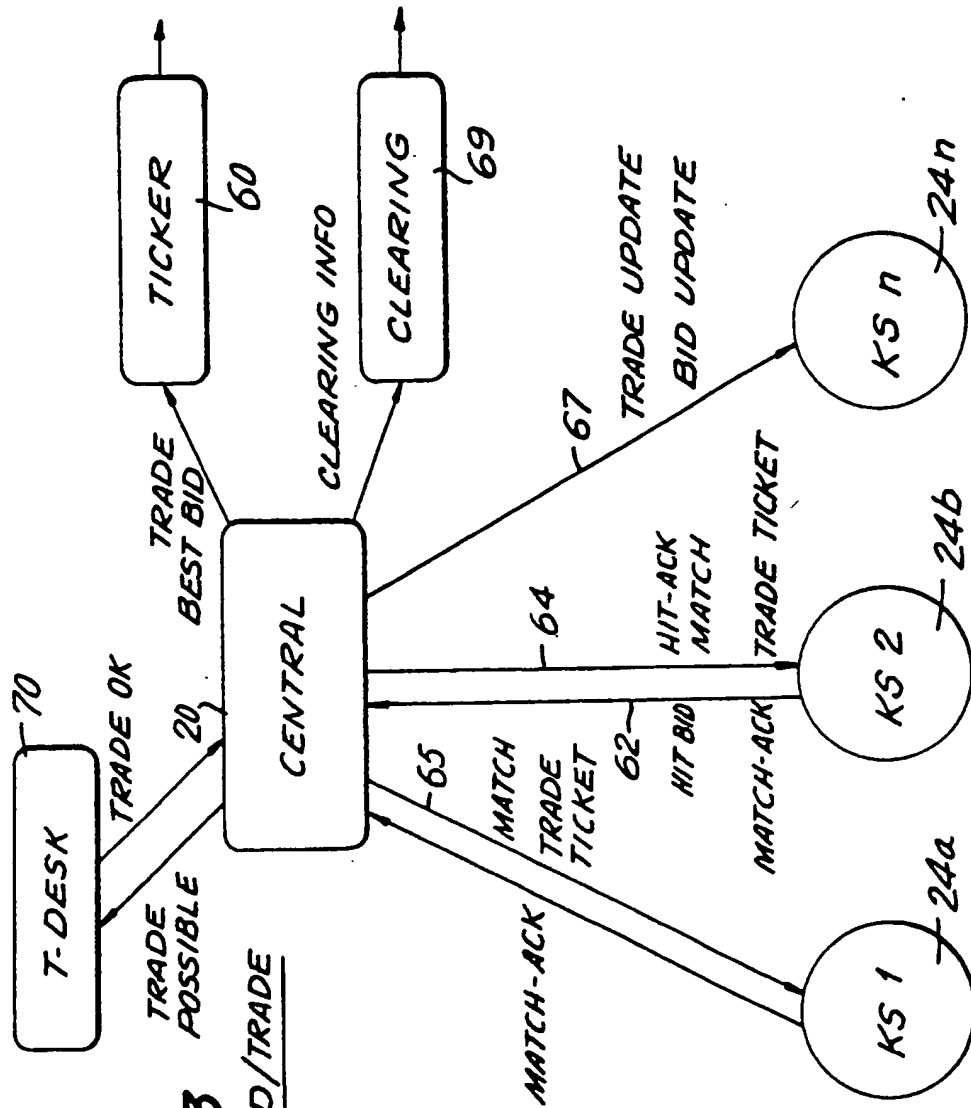 T-DESK
70
TRADE OK
TRADE
POSSIBLE
20
CENTRAL
TRADE
BEST BID
TICKER
60
CLEARING INFO
CLEARING
69
3
D/TRADE
65
MATCH
TRADE
TICKET
MATCH-ACK
62
HIT BID
MATCH-ACK
64
HIT-ACK
MATCH
TRADE TICKET
67
TRADE UPDATE
BID UPDATE
KS 1
24a
KS 2
24b
KS n
24n